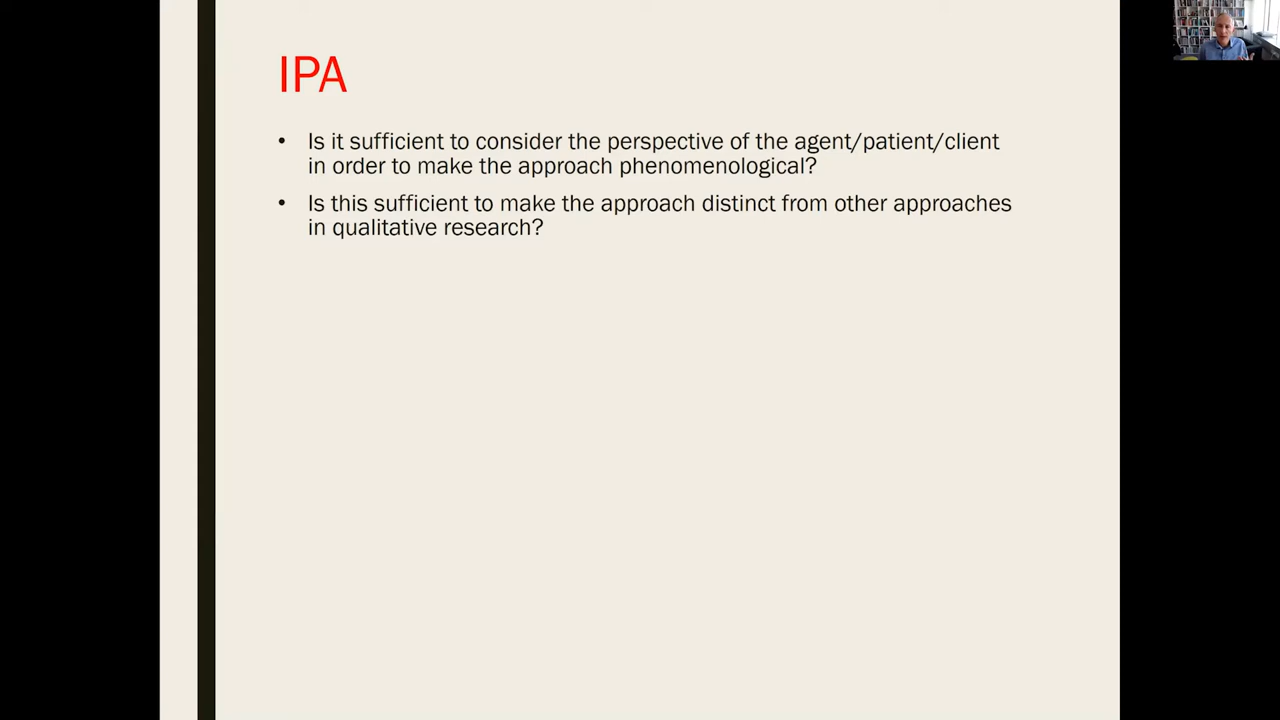 IPA
• Is it sufficient to consider the perspective of the agent/patient/client
in order to make the approach phenomenological?
• Is this sufficient to make the approach distinct from other approaches
in qualitative research?